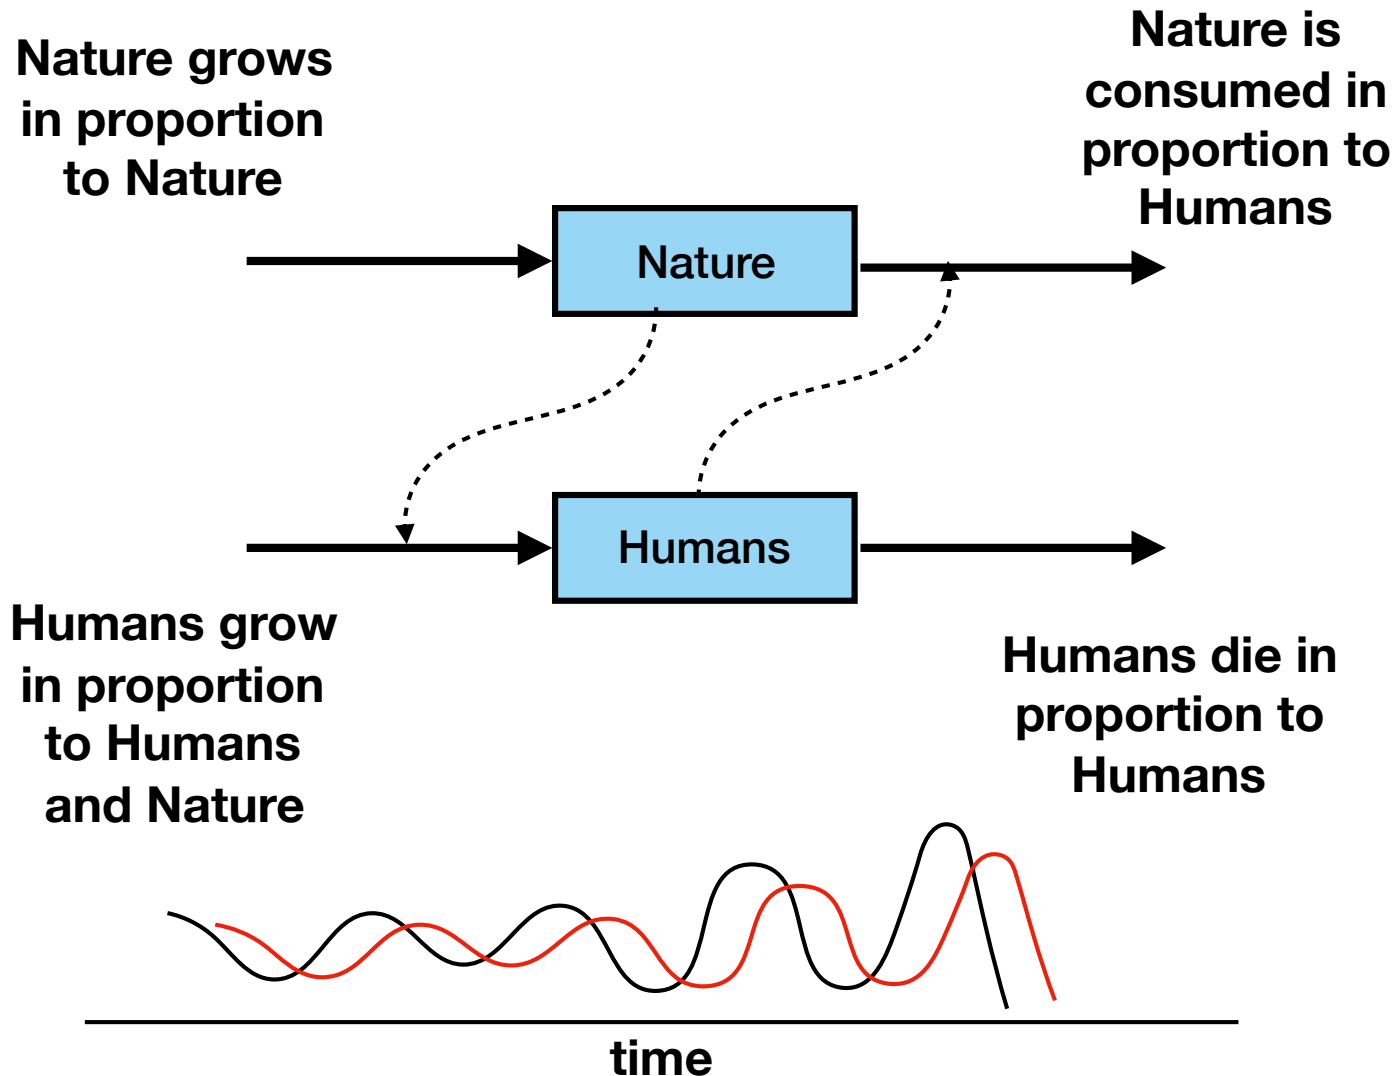 Nature grows
in proportion
to Nature
Nature is
consumed in
proportion to
Humans
Nature
Humans
Humans grow
in proportion
to Humans
and Nature
Humans die in
proportion to
Humans
time